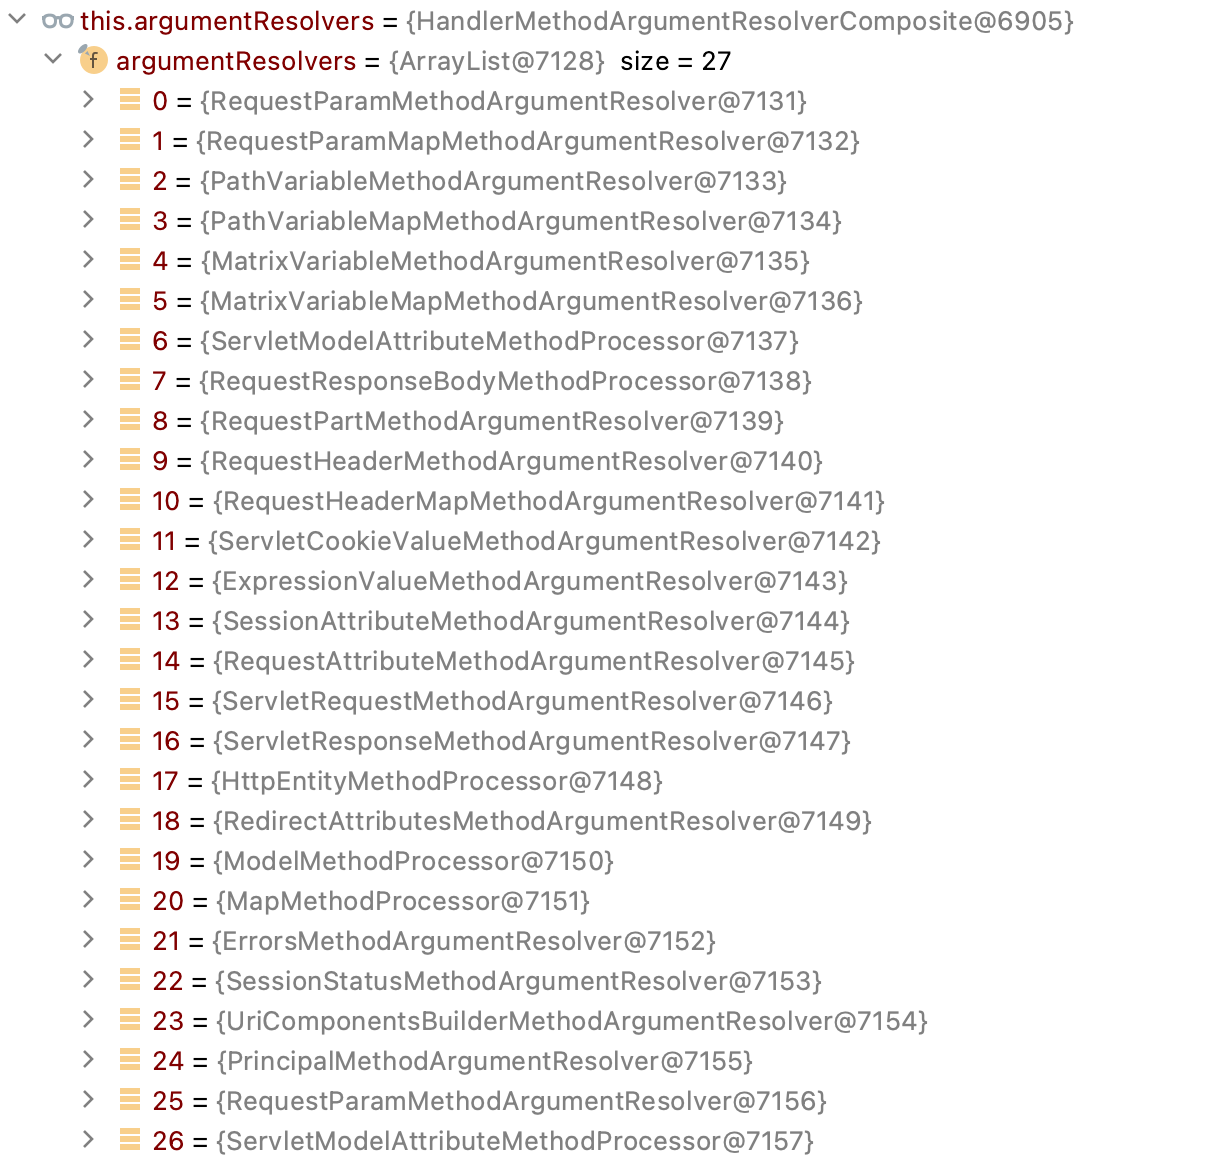 this.argumentResolvers = {HandlerMethodArgumentResolverComposite@6905}
f argumentResolvers = {ArrayList@7128} size = 27
0 = {RequestParamMethodArgumentResolver@7131}
1 = {RequestParamMapMethodArgumentResolver@7132}
2 = {PathVariableMethodArgumentResolver@7133}
3 = {PathVariableMapMethodArgumentResolver@7134}
4 = {MatrixVariableMethodArgumentResolver@7135}
5 = {MatrixVariableMapMethodArgumentResolver@7136}
6 = {ServletModelAttributeMethodProcessor@7137}
7 = {RequestResponseBodyMethodProcessor@7138}
8 = {RequestPartMethodArgumentResolver@7139}
9 = {RequestHeaderMethodArgumentResolver@7140}
10 = {RequestHeaderMapMethodArgumentResolver@7141}
11 = {ServletCookieValueMethodArgumentResolver@7142}
12 = {ExpressionValueMethodArgumentResolver@7143}
13 = {SessionAttributeMethodArgumentResolver@7144}
14 = {RequestAttributeMethodArgumentResolver@7145}
15 = {ServletRequestMethodArgumentResolver@7146}
16 = {ServletResponseMethodArgumentResolver@7147}
17 = {HttpEntityMethodProcessor@7148}
18 = {RedirectAttributesMethodArgumentResolver@7149}
19 = {ModelMethodProcessor@7150}
20 = {MapMethodProcessor@7151}
21 = {ErrorsMethodArgumentResolver@7152}
22 = {SessionStatusMethodArgumentResolver@7153}
23 = {UriComponentsBuilderMethodArgumentResolver@7154}
24 = {PrincipalMethodArgumentResolver@7155}
25 = {RequestParamMethodArgumentResolver@7156}
26 = {ServletModelAttributeMethodProcessor@7157}